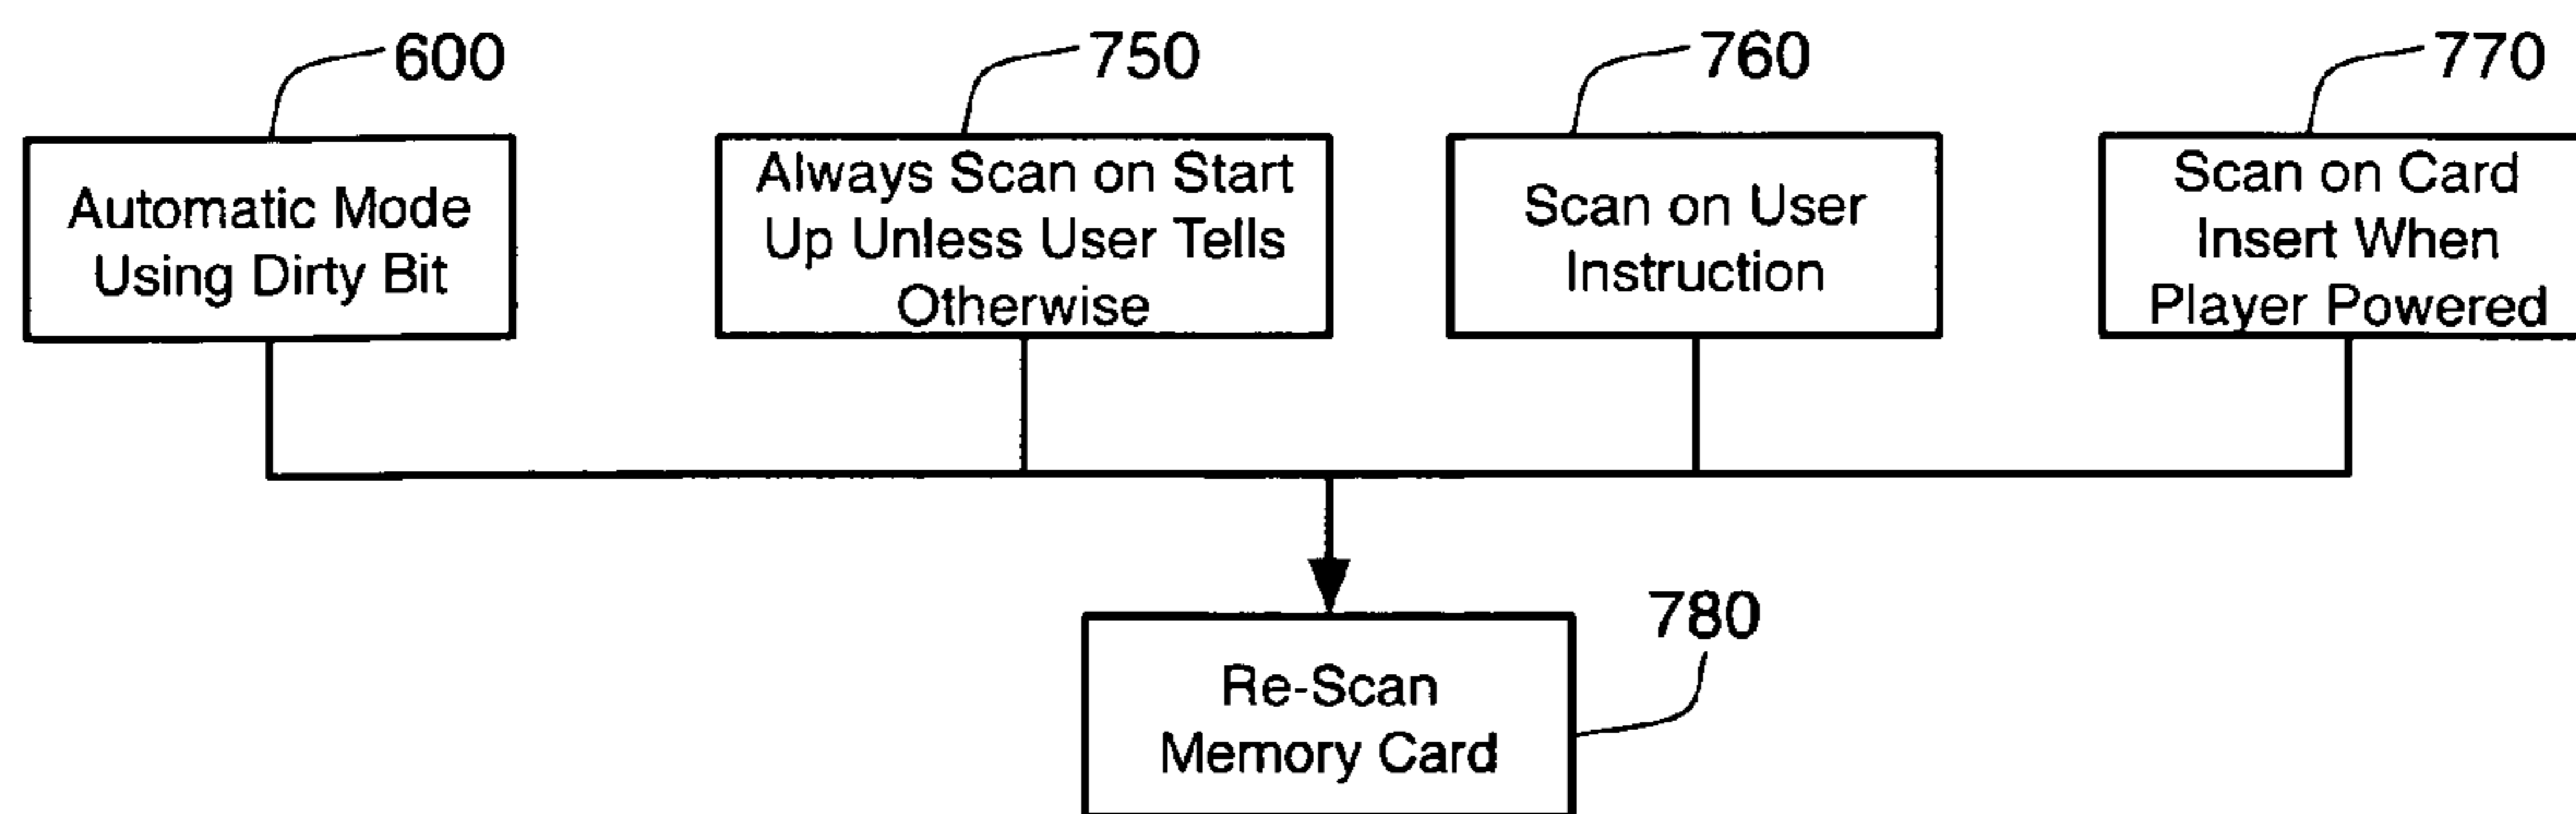 600
750
760
770
Automatic Mode
Using Dirty Bit
Always Scan on Start
Up Unless User Tells
Otherwise
Scan on User
Instruction
Scan on Card
Insert When
Player Powered
780
Re-Scan
Memory Card